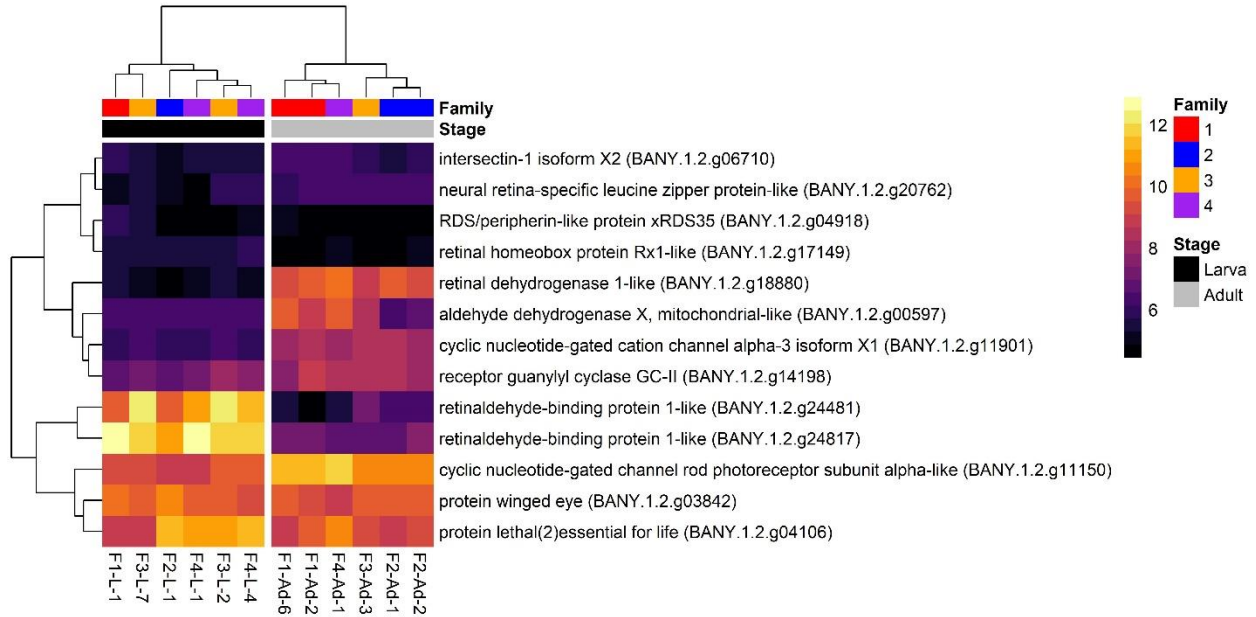 Family
Stage
intersectin-1 isoform X2 (BANY.1.2.g06710)
neural retina-specific leucine zipper protein-like (BANY.1.2.g20762)
RDS/peripherin-like protein xRDS35 (BANY.1.2.g04918)
retinal homeobox protein Rx1-like (BANY.1.2.g17149)
retinal dehydrogenase 1-like (BANY.1.2.g18880)
aldehyde dehydrogenase X, mitochondrial-like (BANY.1.2.g00597)
cyclic nucleotide-gated cation channel alpha-3 isoform X1 (BANY.1.2.g11901)
receptor guanylyl cyclase GC-II (BANY.1.2.g14198)
retinaldehyde-binding protein 1-like (BANY.1.2.g24481)
retinaldehyde-binding protein 1-like (BANY.1.2.g24817)
cyclic nucleotide-gated channel rod photoreceptor subunit alpha-like (BANY.1.2.g11150)
protein winged eye (BANY.1.2.g03842)
protein lethal(2)essential for life (BANY.1.2.g04106)
F1-L-1
F3-L-7
F2-L-1
F4-L-1
F3-L-2
F4-L-4
F1-Ad-6
F1-Ad-2
F4-Ad-1
F3-Ad-3
F2-Ad-1
F2-Ad-2
12
10
8
6
Family
1
2
3
4
Stage
Larva
Adult